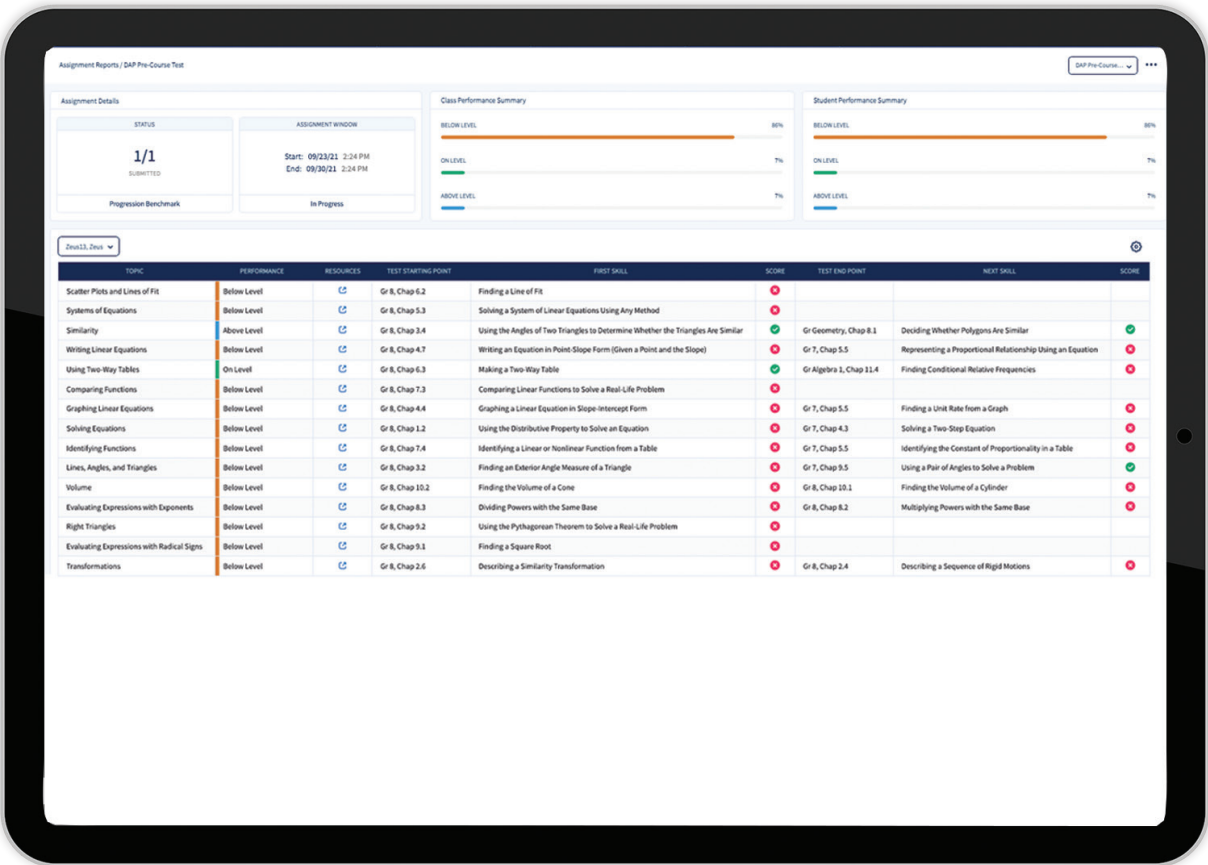 Assignment Reports / DAP Pre-Course Test
DAP Pre-Course...
Assignment Details
STATUS
1/1
SUBMITTED
Progression Benchmark
ASSIGNMENT WINDOW
Start: 09/23/21 2:24 PM
End: 09/30/21 2:24 PM
In Progress
Class Performance Summary
BELOW LEVEL 86%
ON LEVEL 7%
ABOVE LEVEL 7%
Student Performance Summary
BELOW LEVEL 86%
ON LEVEL 7%
ABOVE LEVEL 7%
Zeus13, Zeus
TOPIC PERFORMANCE RESOURCES TEST STARTING POINT FIRST SKILL SCORE TEST END POINT NEXT SKILL SCORE
Scatter Plots and Lines of Fit Below Level Gr 8, Chap 6.2 Finding a Line of Fit
Systems of Equations Below Level Gr 8, Chap 5.3 Solving a System of Linear Equations Using Any Method
Similarity Above Level Gr 8, Chap 3.4 Using the Angles of Two Triangles to Determine Whether the Triangles Are Similar Gr Geometry, Chap 8.1 Deciding Whether Polygons Are Similar
Writing Linear Equations Below Level Gr 8, Chap 4.7 Writing an Equation in Point-Slope Form (Given a Point and the Slope) Gr 7, Chap 5.5 Representing a Proportional Relationship Using an Equation
Using Two-Way Tables On Level Gr 8, Chap 6.3 Making a Two-Way Table Gr Algebra 1, Chap 11.4 Finding Conditional Relative Frequencies
Comparing Functions Below Level Gr 8, Chap 7.3 Comparing Linear Functions to Solve a Real-Life Problem
Graphing Linear Equations Below Level Gr 8, Chap 4.4 Graphing a Linear Equation in Slope-Intercept Form Gr 7, Chap 5.5 Finding a Unit Rate from a Graph
Solving Equations Below Level Gr 8, Chap 1.2 Using the Distributive Property to Solve an Equation Gr 7, Chap 4.3 Solving a Two-Step Equation
Identifying Functions Below Level Gr 8, Chap 7.4 Identifying a Linear or Nonlinear Function from a Table Gr 7, Chap 5.5 Identifying the Constant of Proportionality in a Table
Lines, Angles, and Triangles Below Level Gr 8, Chap 3.2 Finding an Exterior Angle Measure of a Triangle Gr 7, Chap 9.5 Using a Pair of Angles to Solve a Problem
Volume Below Level Gr 8, Chap 10.2 Finding the Volume of a Cone Gr 8, Chap 10.1 Finding the Volume of a Cylinder
Evaluating Expressions with Exponents Below Level Gr 8, Chap 8.3 Dividing Powers with the Same Base Gr 8, Chap 8.2 Multiplying Powers with the Same Base
Right Triangles Below Level Gr 8, Chap 9.2 Using the Pythagorean Theorem to Solve a Real-Life Problem
Evaluating Expressions with Radical Signs Below Level Gr 8, Chap 9.1 Finding a Square Root
Transformations Below Level Gr 8, Chap 2.6 Describing a Similarity Transformation Gr 8, Chap 2.4 Describing a Sequence of Rigid Motions